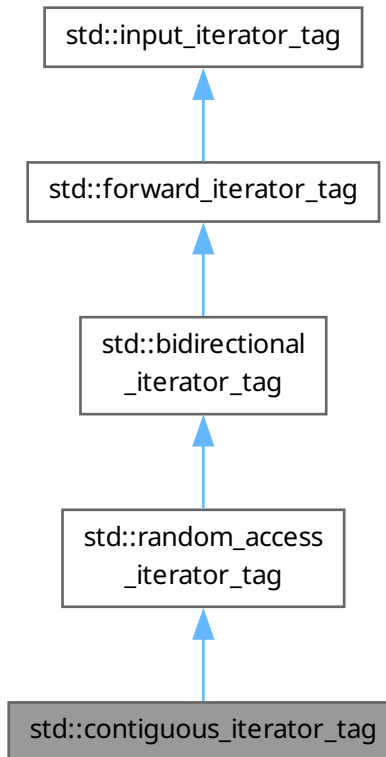 std::input_iterator_tag
std::forward_iterator_tag
std::bidirectional
_iterator_tag
std::random_access
_iterator_tag
std::contiguous_iterator_tag